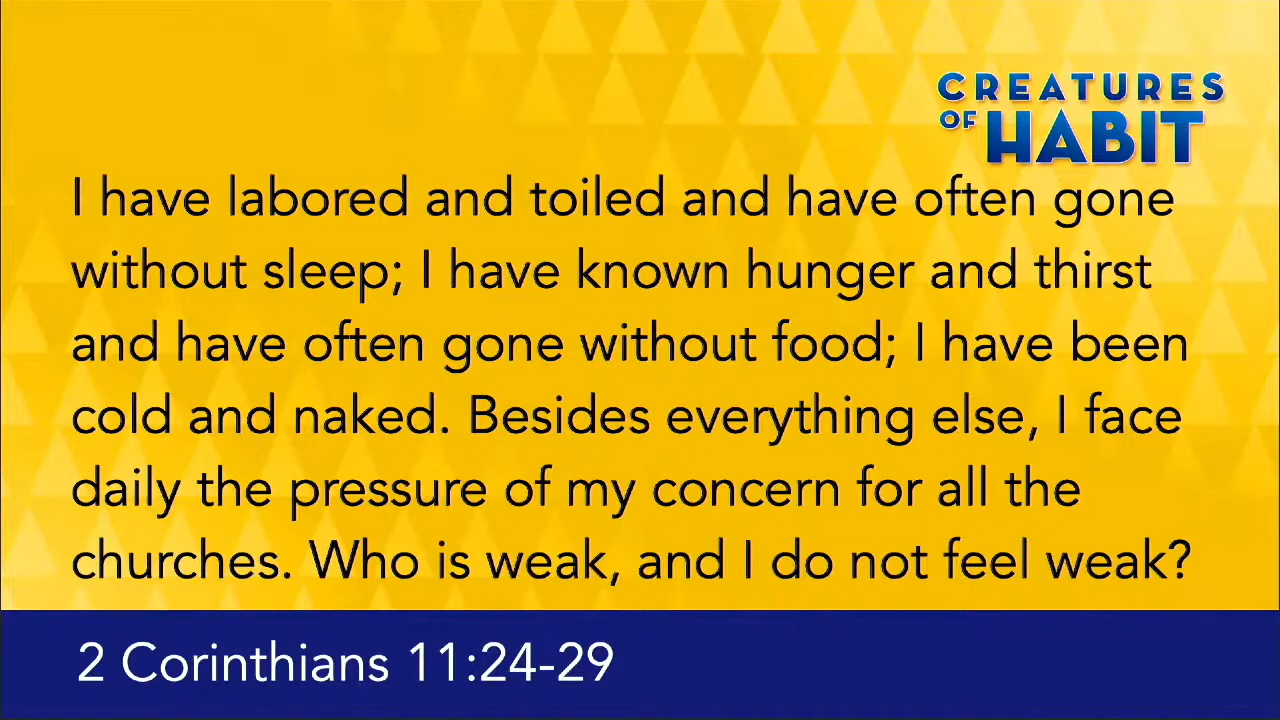 CREATURES
OF HABIT
I have labored and toiled and have often gone
without sleep; I have known hunger and thirst
and have often gone without food; I have been
cold and naked. Besides everything else, I face
daily the pressure of my concern for all the
churches. Who is weak, and I do not feel weak?
2 Corinthians 11:24-29